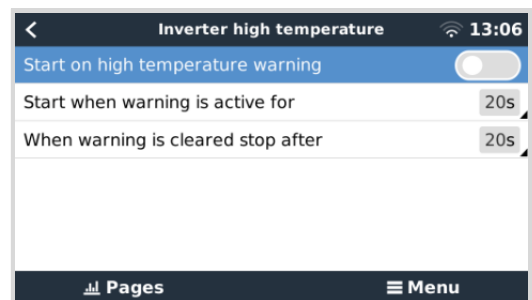 Inverter high temperature 13:06
Start on high temperature warning
Start when warning is active for 20s
When warning is cleared stop after 20s
Pages Menu